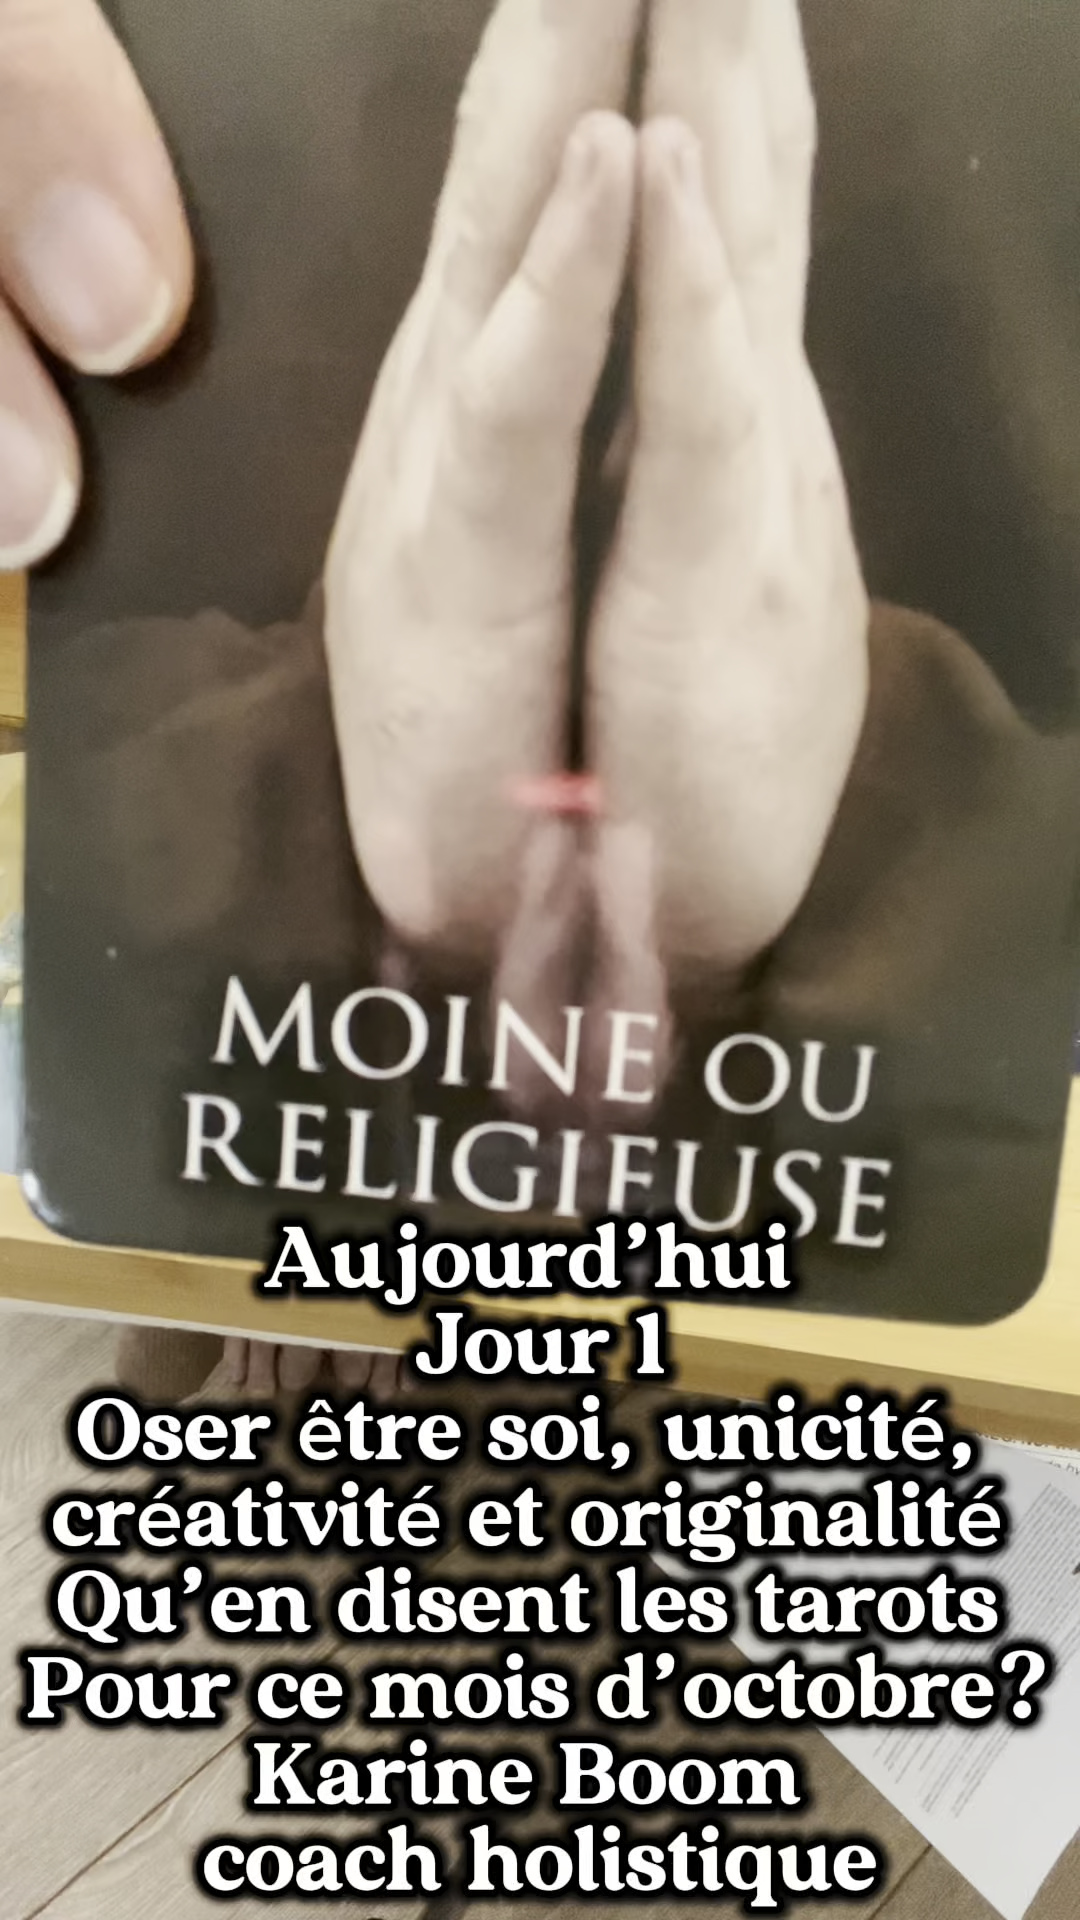 MOINE OU
RELIGIEUSE
Aujourd’hui
Jour 1
Oser être soi, unicité,
créativité et originalité
Qu’en disent les tarots
Pour ce mois d’octobre?
Karine Boom
coach holistique